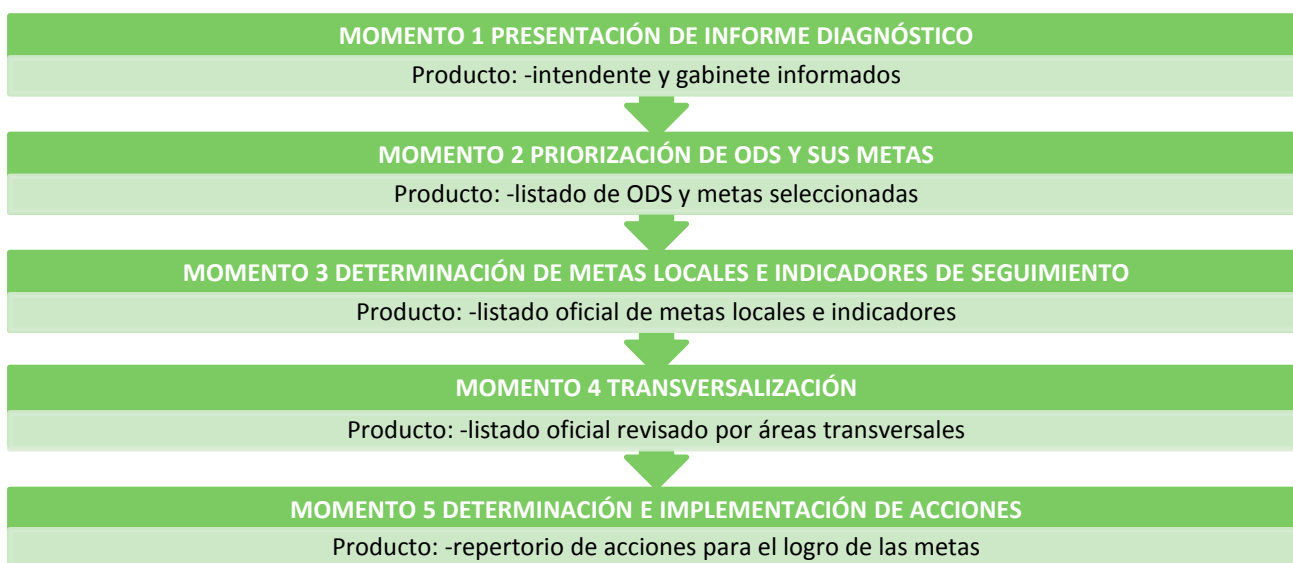 MOMENTO 1 PRESENTACIÓN DE INFORME DIAGNÓSTICO
Producto: -intendente y gabinete informados
MOMENTO 2 PRIORIZACIÓN DE ODS Y SUS METAS
Producto: -listado de ODS y metas seleccionadas
MOMENTO 3 DETERMINACIÓN DE METAS LOCALES E INDICADORES DE SEGUIMIENTO
Producto: -listado oficial de metas locales e indicadores
MOMENTO 4 TRANSVERSALIZACIÓN
Producto: -listado oficial revisado por áreas transversales
MOMENTO 5 DETERMINACIÓN E IMPLEMENTACIÓN DE ACCIONES
Producto: -repertorio de acciones para el logro de las metas